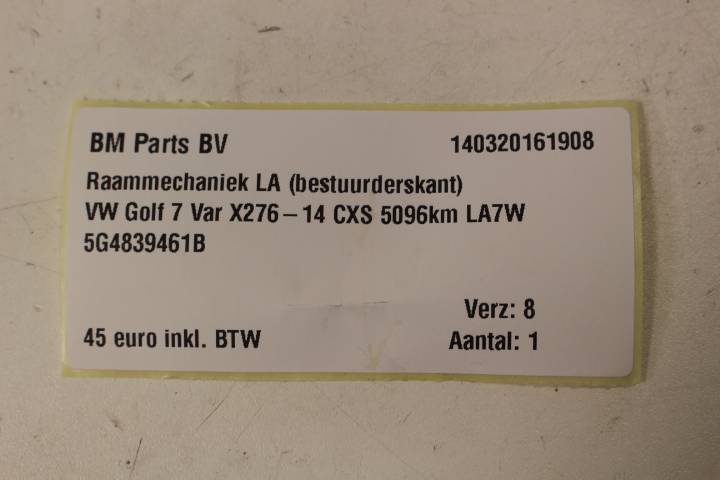 BM Parts BV 140320161908
Raammechaniek LA (bestuurderskant)
VW Golf 7 Var X276-14 CXS 5096km LA7W
5G4839461B
Verz: 8
45 euro inkl. BTW Aantal: 1